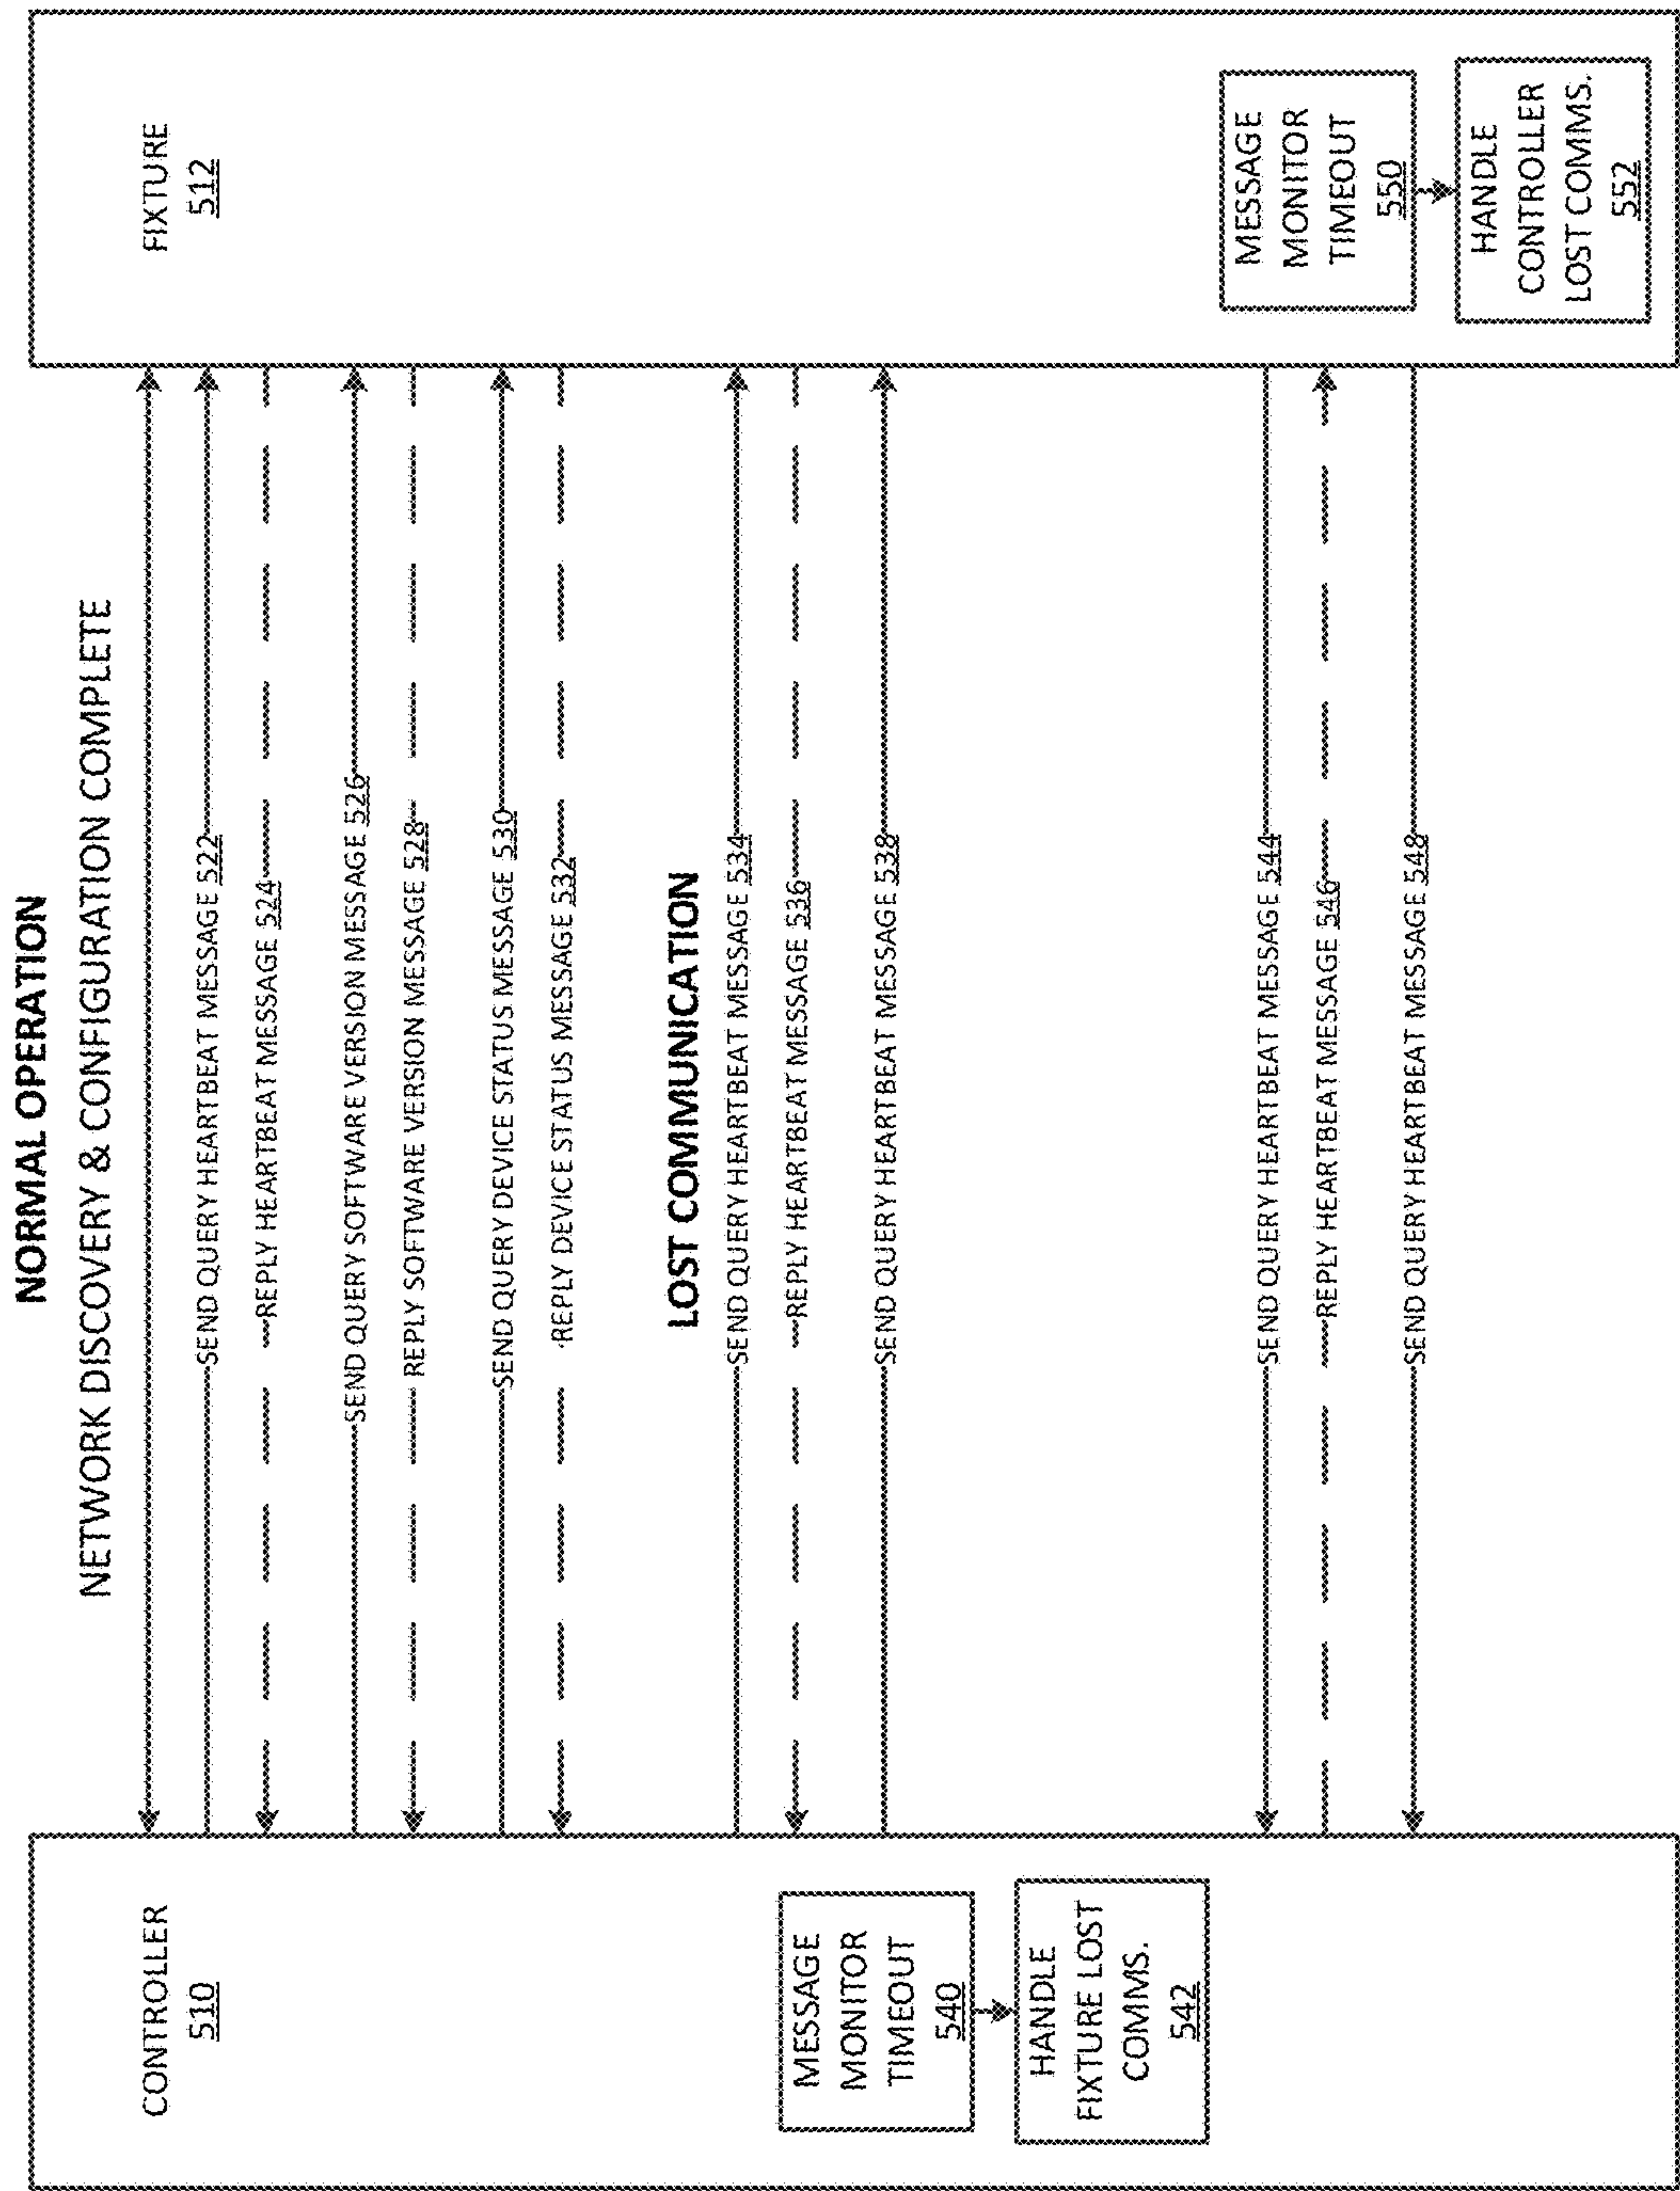 NORMAL OPERATION
NETWORK DISCOVERY & CONFIGURATION COMPLETE
CONTROLLER
510
FIXTURE
512
SEND QUERY HEARTBEAT MESSAGE 522
REPLY HEARTBEAT MESSAGE 524
SEND QUERY SOFTWARE VERSION MESSAGE 526
REPLY SOFTWARE VERSION MESSAGE 528
SEND QUERY DEVICE STATUS MESSAGE 530
REPLY DEVICE STATUS MESSAGE 532
LOST COMMUNICATION
SEND QUERY HEARTBEAT MESSAGE 534
REPLY HEARTBEAT MESSAGE 536
SEND QUERY HEARTBEAT MESSAGE 538
MESSAGE
MONITOR
TIMEOUT
540
HANDLE
FIXTURE LOST
COMMS.
542
SEND QUERY HEARTBEAT MESSAGE 544
REPLY HEARTBEAT MESSAGE 546
SEND QUERY HEARTBEAT MESSAGE 548
MESSAGE
MONITOR
TIMEOUT
550
HANDLE
CONTROLLER
LOST COMMS.
552